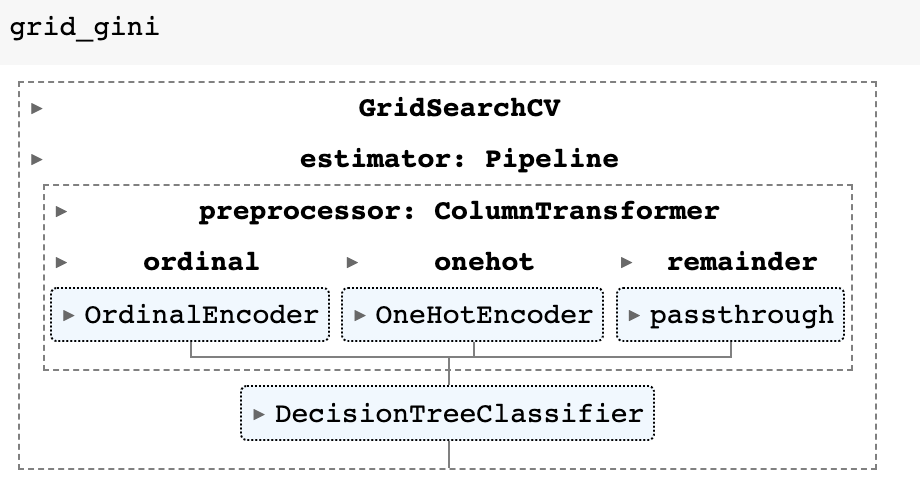 grid_gini
GridSearchCV
estimator: Pipeline
preprocessor: ColumnTransformer
ordinal onehot remainder
OrdinalEncoder OneHotEncoder passthrough
DecisionTreeClassifier